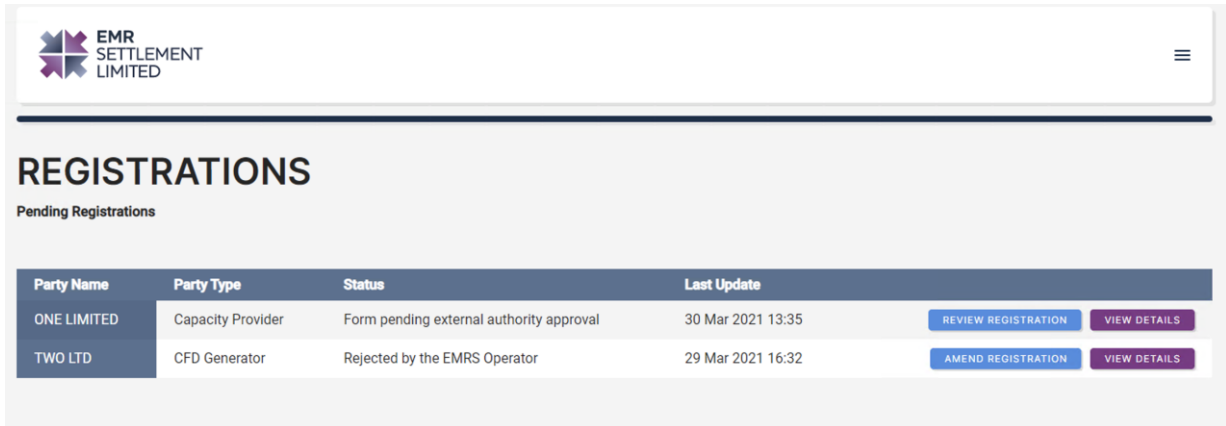 EMR
SETTLEMENT
LIMITED
REGISTRATIONS
Pending Registrations
Party Name Party Type Status Last Update
ONE LIMITED Capacity Provider Form pending external authority approval 30 Mar 2021 13:35 REVIEW REGISTRATION VIEW DETAILS
TWO LTD CFD Generator Rejected by the EMRS Operator 29 Mar 2021 16:32 AMEND REGISTRATION VIEW DETAILS